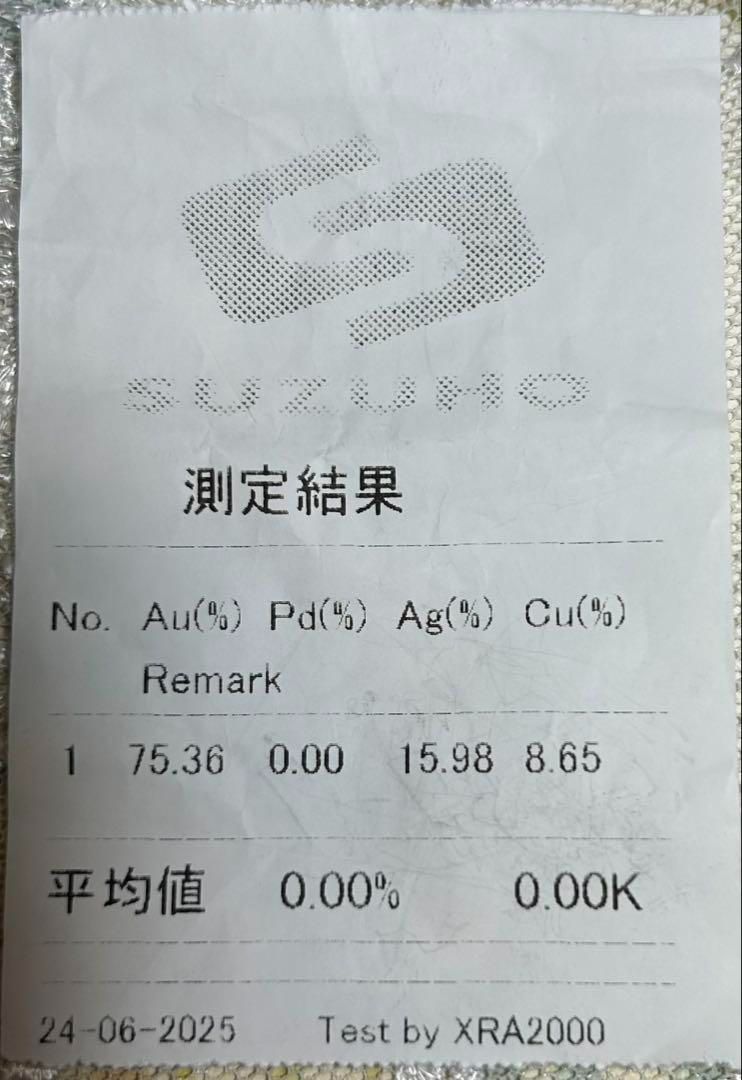 SUZUHO
測定結果
No. Au(%) Pd(%) Ag(%) Cu(%)
Remark
1 75.36 0.00 15.98 8.65
平均値 0.00% 0.00K
24-06-2025 Test by XRA2000